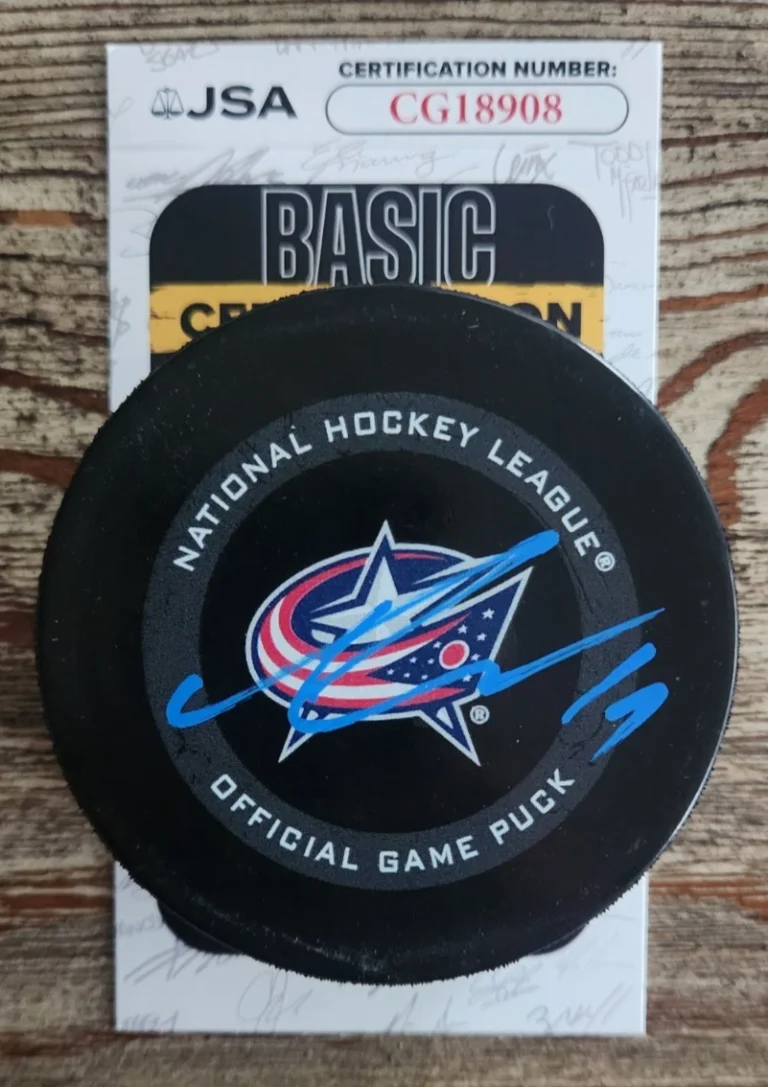 JSA
CERTIFICATION NUMBER:
CG18908
BASIC
NATIONAL HOCKEY LEAGUE®
®
OFFICIAL GAME PUCK